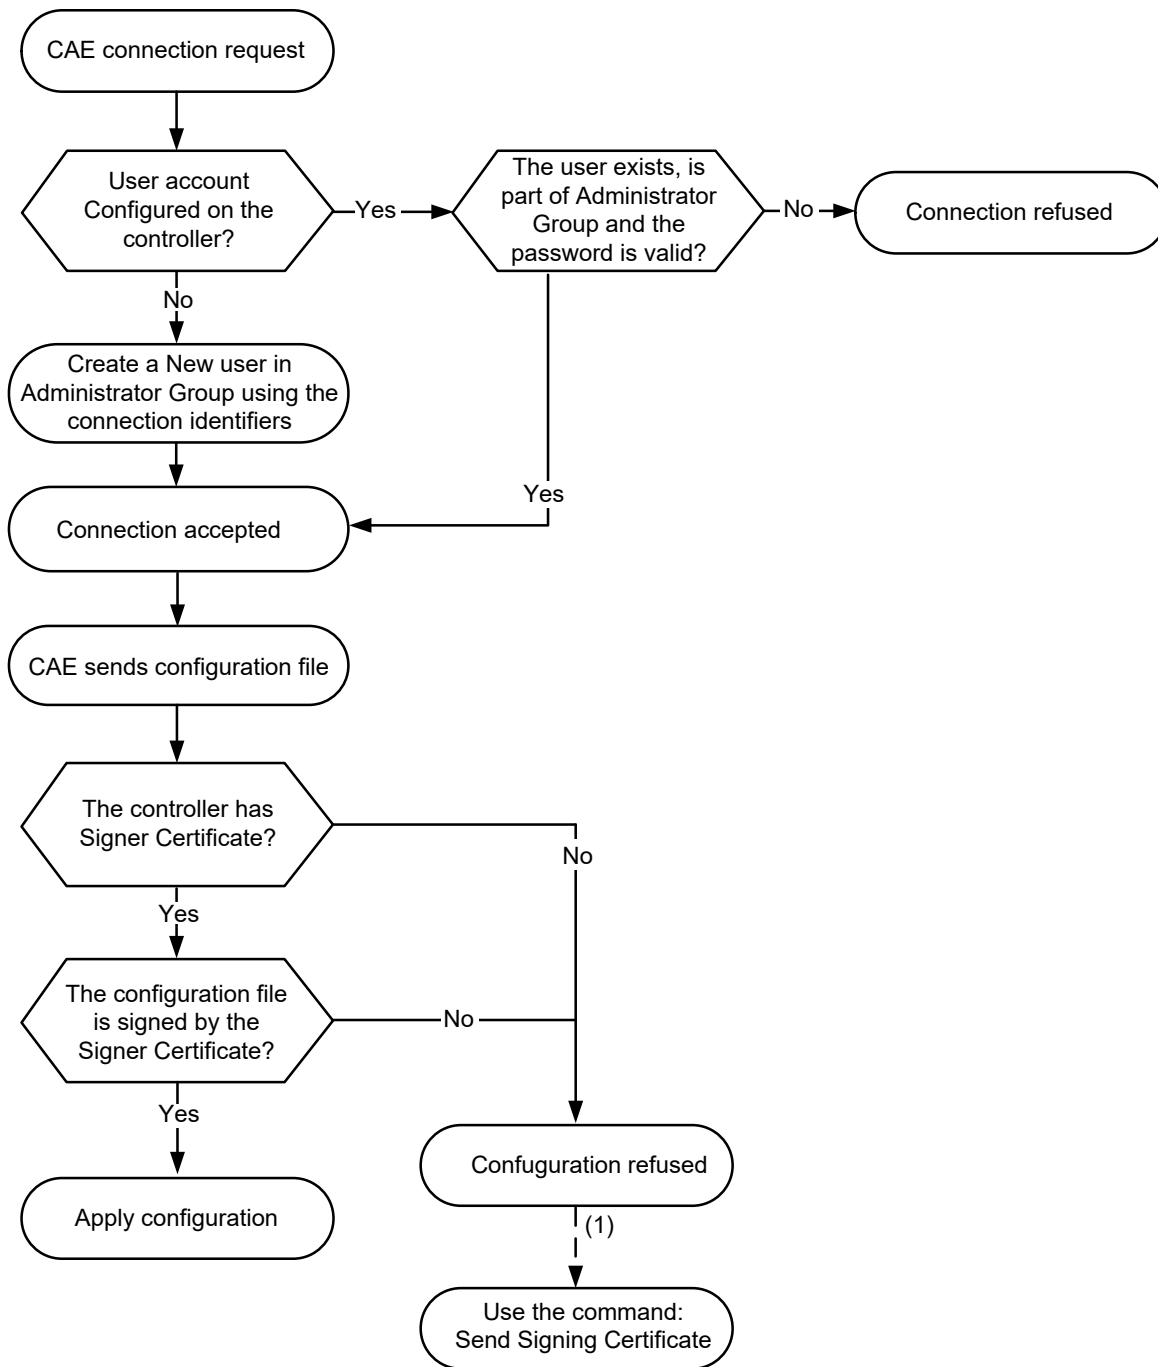 CAE connection request
User account
Configured on the
controller?
Yes
The user exists, is
part of Administrator
Group and the
password is valid?
No
Connection refused
No
Create a New user in
Administrator Group using the
connection identifiers
Yes
Connection accepted
CAE sends configuration file
The controller has
Signer Certificate?
No
Yes
The configuration file
is signed by the
Signer Certificate?
No
Yes
Confuguration refused
Apply configuration
(1)
Use the command:
Send Signing Certificate